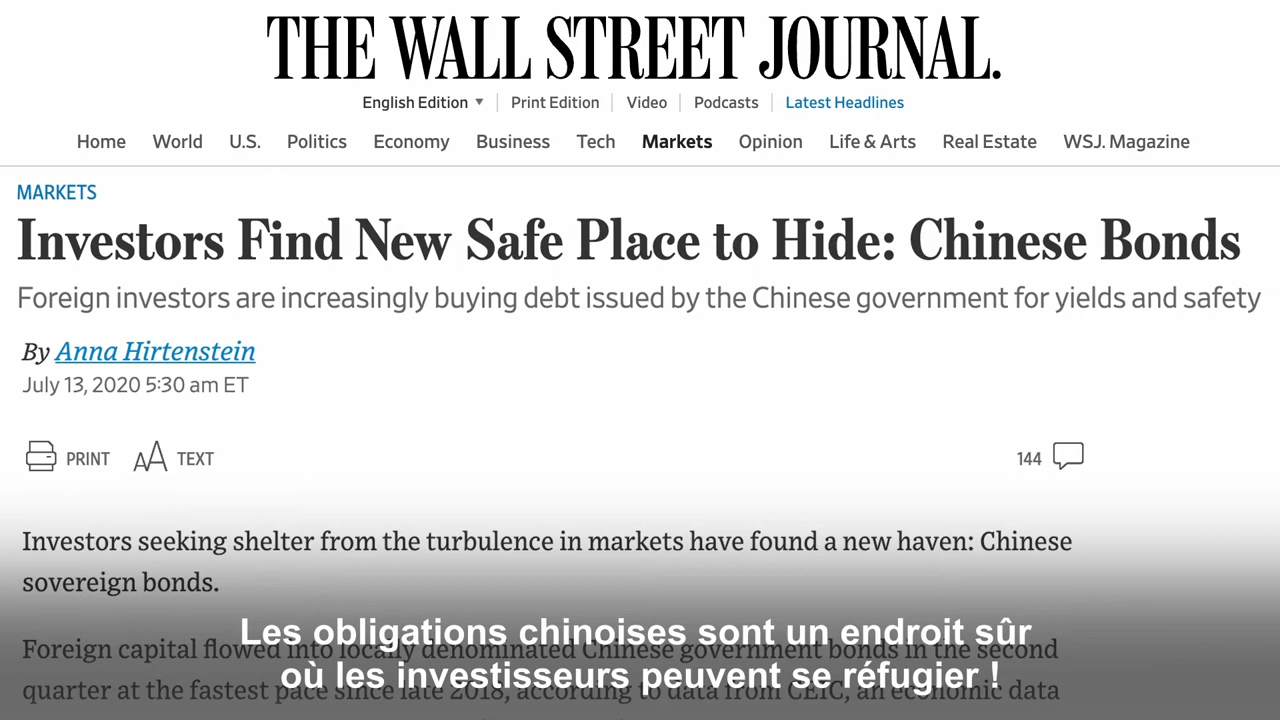 THE WALL STREET JOURNAL.
English Edition ▼ | Print Edition | Video | Podcasts | Latest Headlines
Home World U.S. Politics Economy Business Tech Markets Opinion Life & Arts Real Estate WSJ. Magazine
MARKETS
Investors Find New Safe Place to Hide: Chinese Bonds
Foreign investors are increasingly buying debt issued by the Chinese government for yields and safety
By Anna Hirtenstein
July 13, 2020 5:30 am ET
PRINT AA TEXT 144
Investors seeking shelter from the turbulence in markets have found a new haven: Chinese
sovereign bonds.
Foreign capital flowed into locally denominated Chinese government bonds in the second
quarter at the fastest pace since late 2018, according to data from CEIC, an economic data
Les obligations chinoises sont un endroit sûr
où les investisseurs peuvent se réfugier !